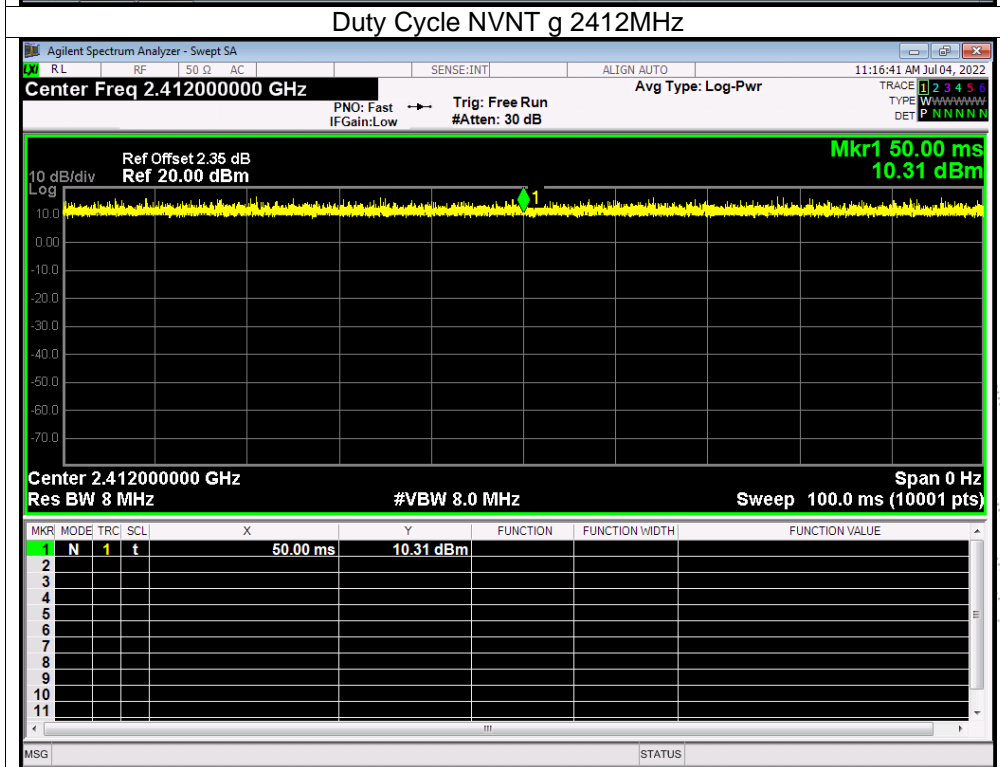 Duty Cycle NVNT g 2412MHz
Agilent Spectrum Analyzer - Swept SA
LXI RL RF 50 Ω AC SENSE:INT ALIGN AUTO 11:16:41 AM Jul 04, 2022
Center Freq 2.412000000 GHz Avg Type: Log-Pwr TRACE 1 2 3 4 5 6
PNO: Fast Trig: Free Run TYPE WWWWWWW
IFGain:Low #Atten: 30 dB DET P N N N N N
Mkr1 50.00 ms
Ref Offset 2.35 dB
10 dB/div Ref 20.00 dBm 10.31 dBm
Log
1
10.0
0.00
-10.0
-20.0
-30.0
-40.0
-50.0
-60.0
-70.0
Center 2.412000000 GHz Span 0 Hz
Res BW 8 MHz #VBW 8.0 MHz Sweep 100.0 ms (10001 pts)
MKR MODE TRC SCL X Y FUNCTION FUNCTION WIDTH FUNCTION VALUE
1 N 1 t 50.00 ms 10.31 dBm
2
3
4
5
6
7
8
9
10
11
MSG STATUS